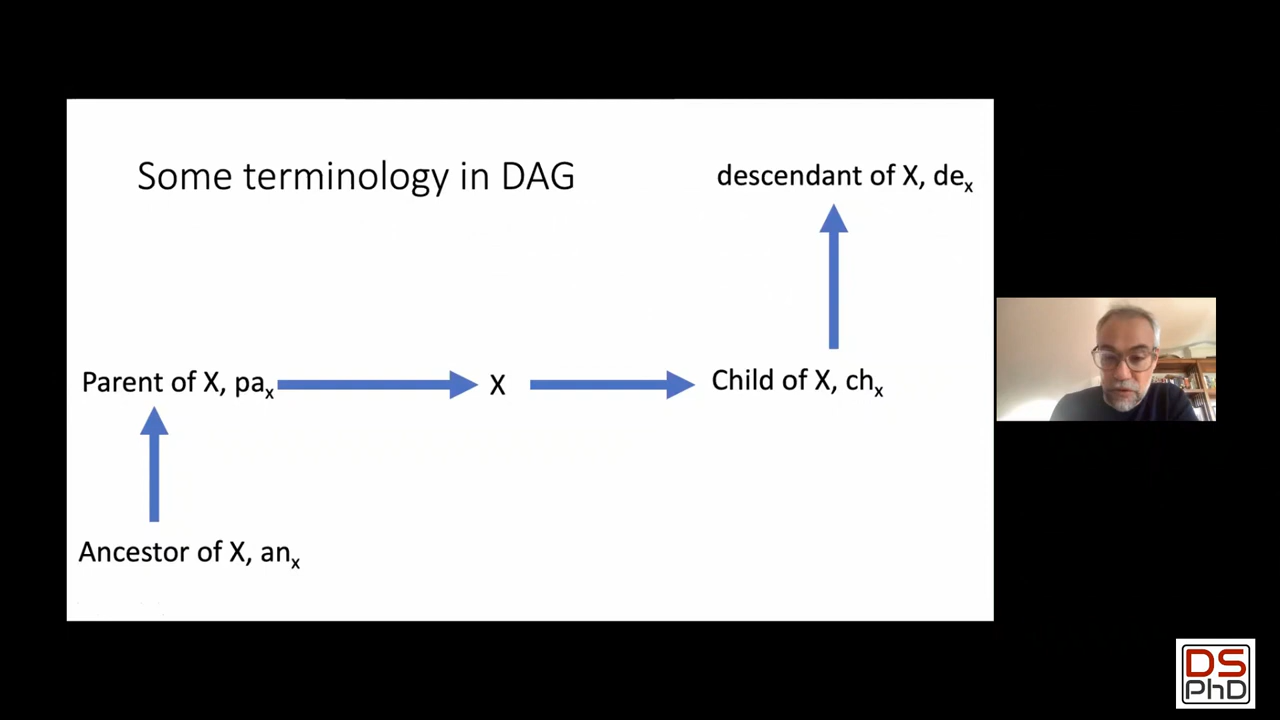 Some terminology in DAG
descendant of X, deₓ
Parent of X, paₓ
X
Child of X, chₓ
Ancestor of X, anₓ
DS
PhD